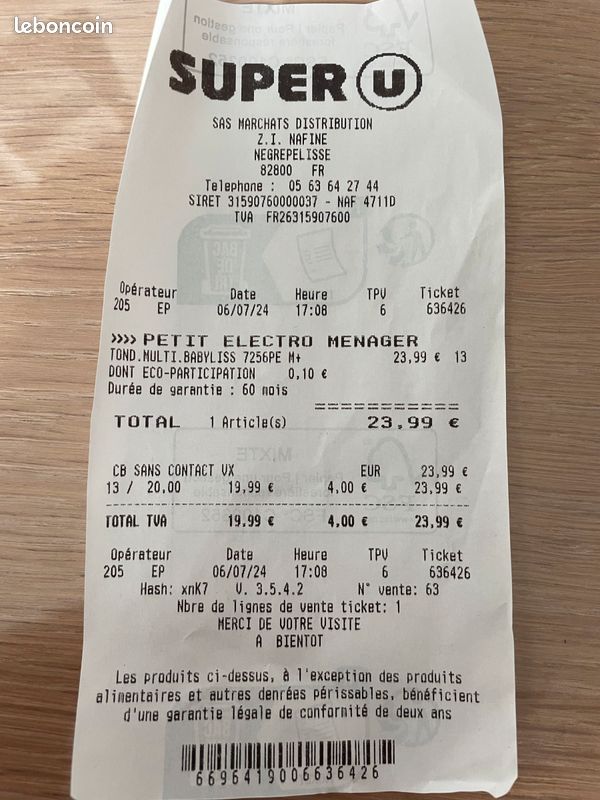 leboncoin
SUPER U
SAS MARCHATS DISTRIBUTION
Z.I. NAFINE
NEGREPELISSE
82800 FR
Telephone : 05 63 64 27 44
SIRET 31590760000037 - NAF 4711D
TVA FR26315907600
Opérateur Date Heure TPV Ticket
205 EP 06/07/24 17:08 6 636426
»» PETIT ELECTRO MENAGER
TOND.MULTI.BABYLISS 7256PE M+ 23,99 € 13
DONT ECO-PARTICIPATION 0,10 €
Durée de garantie : 60 mois
TOTAL 1 Article(s) 23,99 €
CB SANS CONTACT VX EUR 23,99 €
13 / 20,00 19,99 € 4,00 € 23,99 €
TOTAL TVA 19,99 € 4,00 € 23,99 €
Opérateur Date Heure TPV Ticket
205 EP 06/07/24 17:08 6 636426
Hash: xnK7 V. 3.5.4.2 N° vente: 63
Nbre de lignes de vente ticket: 1
MERCI DE VOTRE VISITE
A BIENTOT
Les produits ci-dessus, à l'exception des produits
alimentaires et autres denrées périssables, bénéficient
d'une garantie légale de conformité de deux ans
6696419006636426